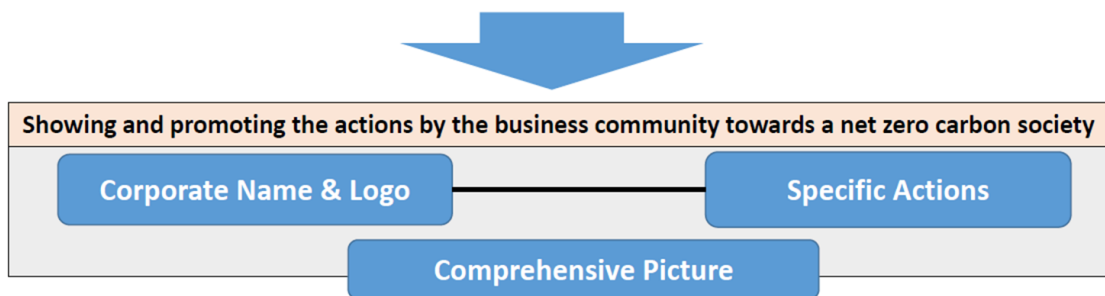 Showing and promoting the actions by the business community towards a net zero carbon society
Corporate Name & Logo
Specific Actions
Comprehensive Picture